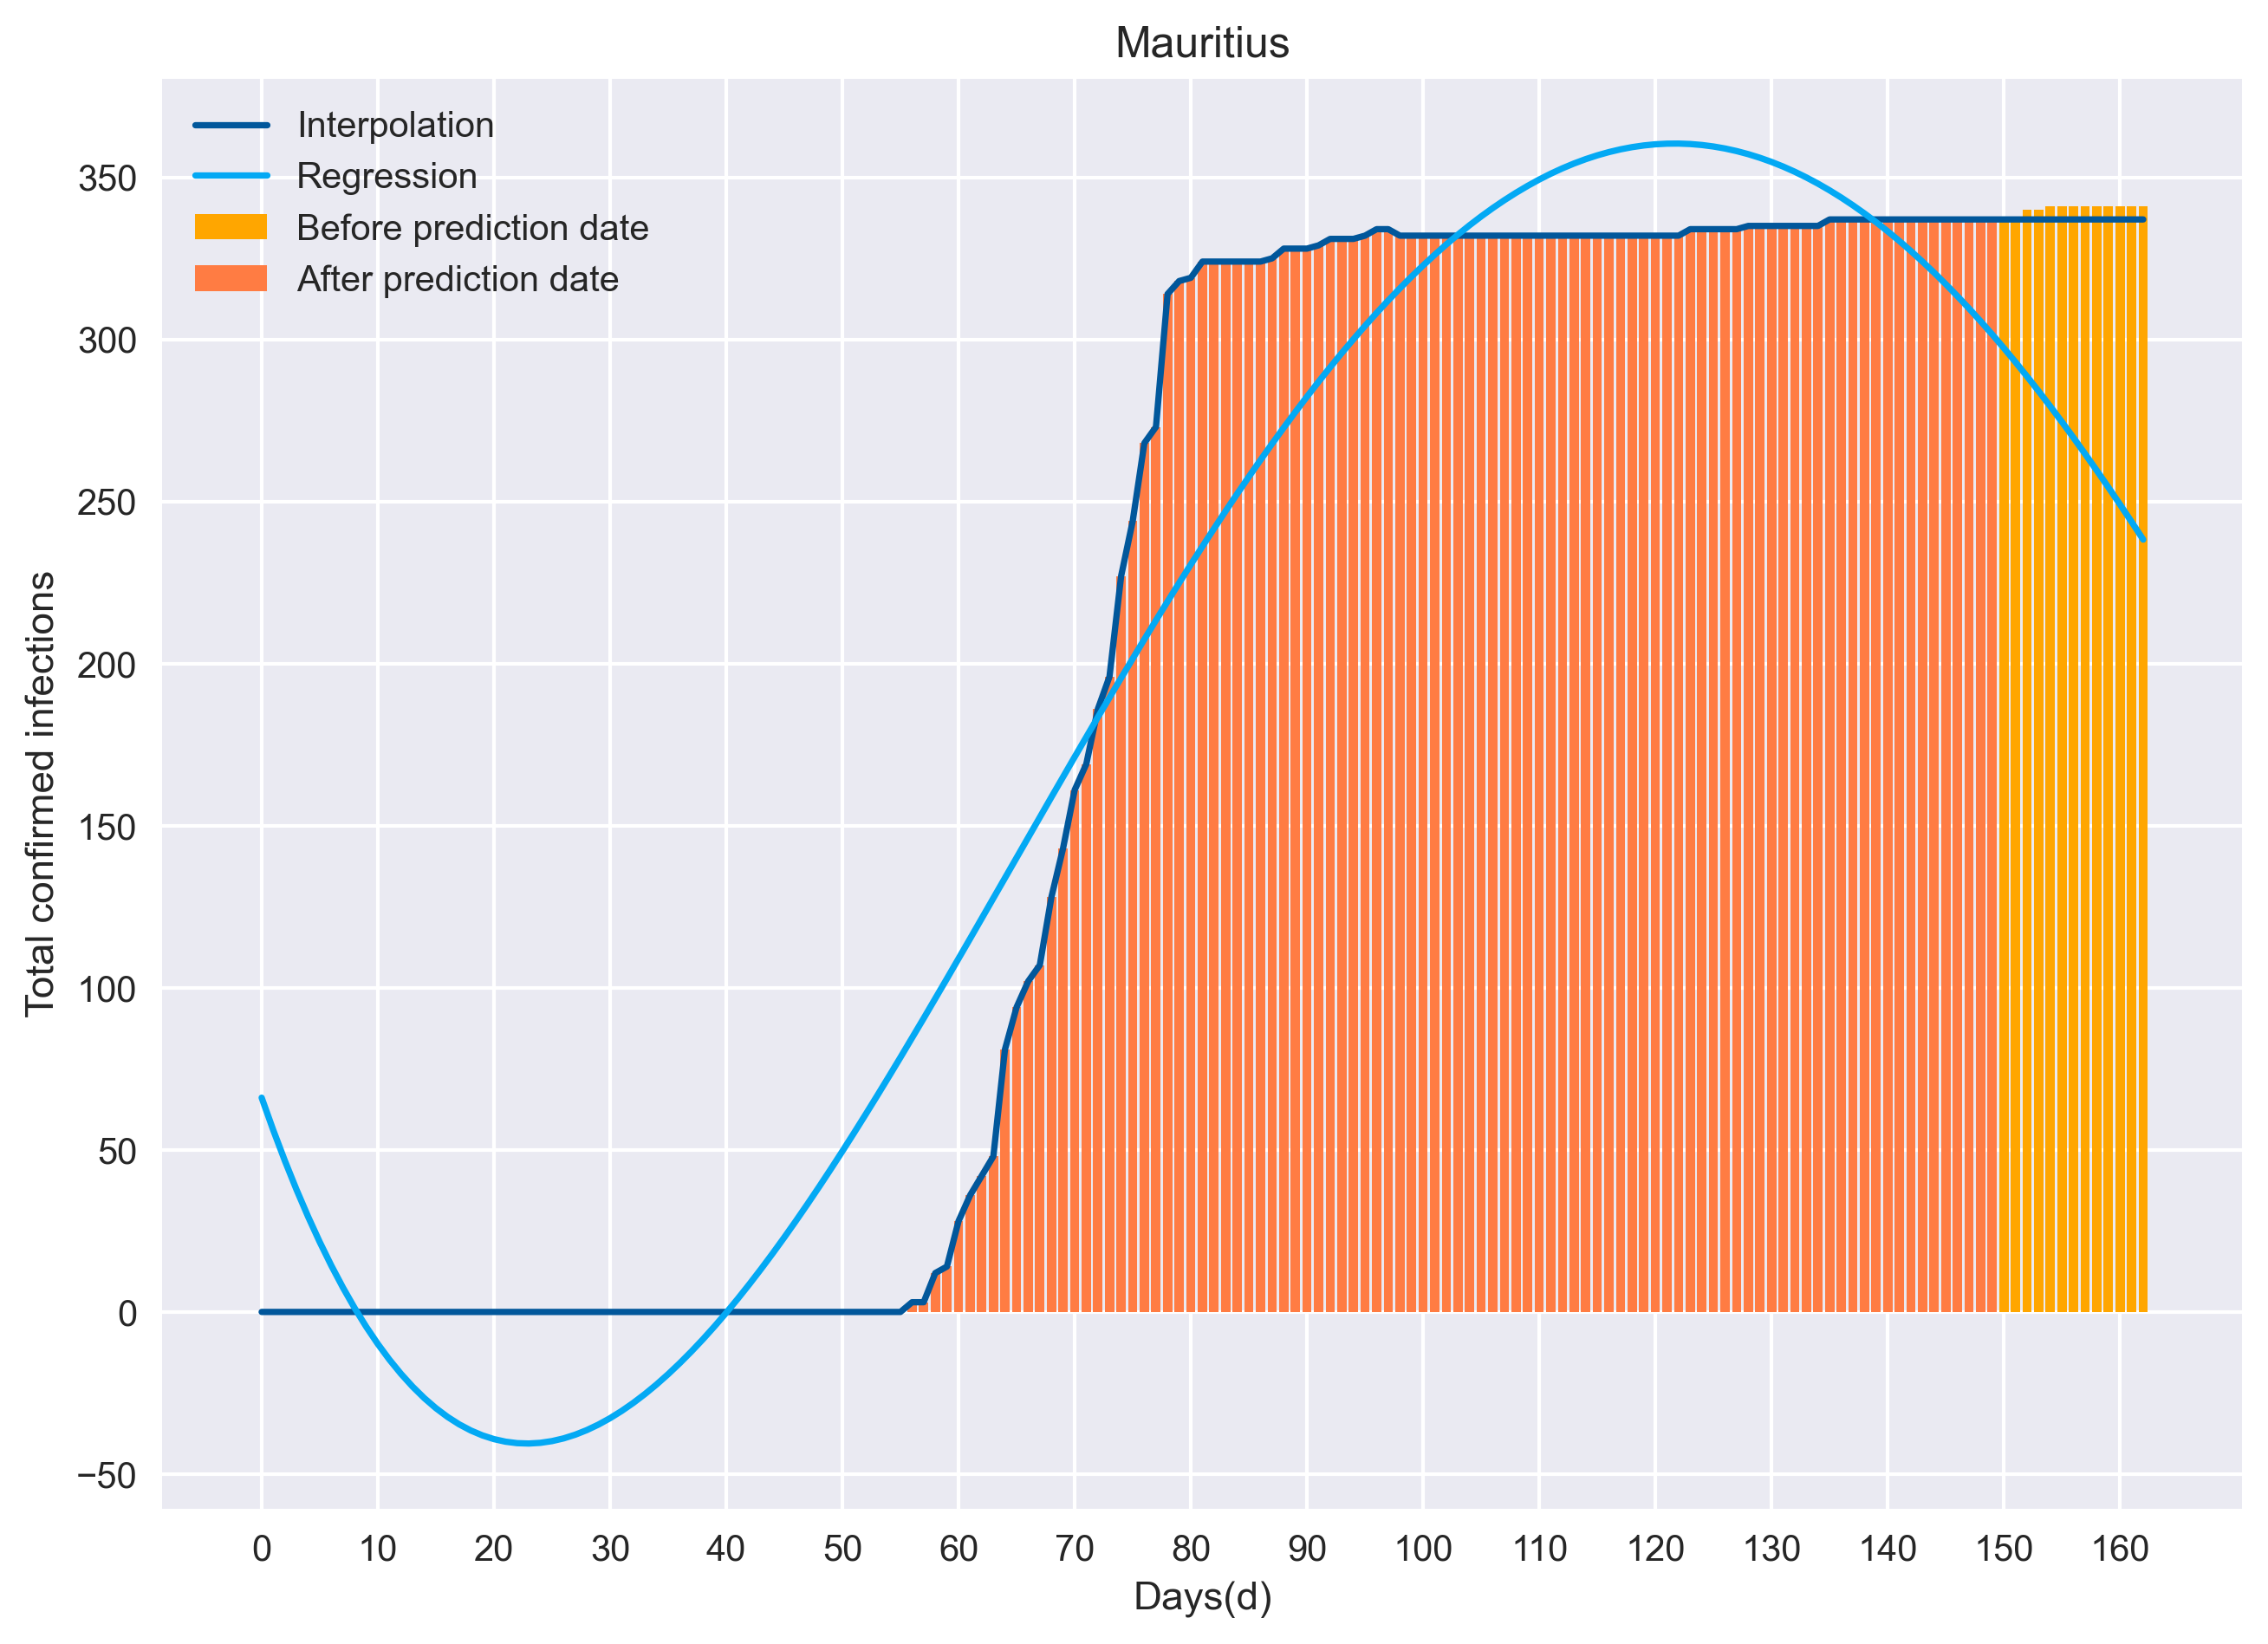 Mauritius
Interpolation
Regression
Before prediction date
After prediction date
350
300
250
200
150
100
50
0
−50
Total confirmed infections
0 10 20 30 40 50 60 70 80 90 100 110 120 130 140 150 160
Days(d)